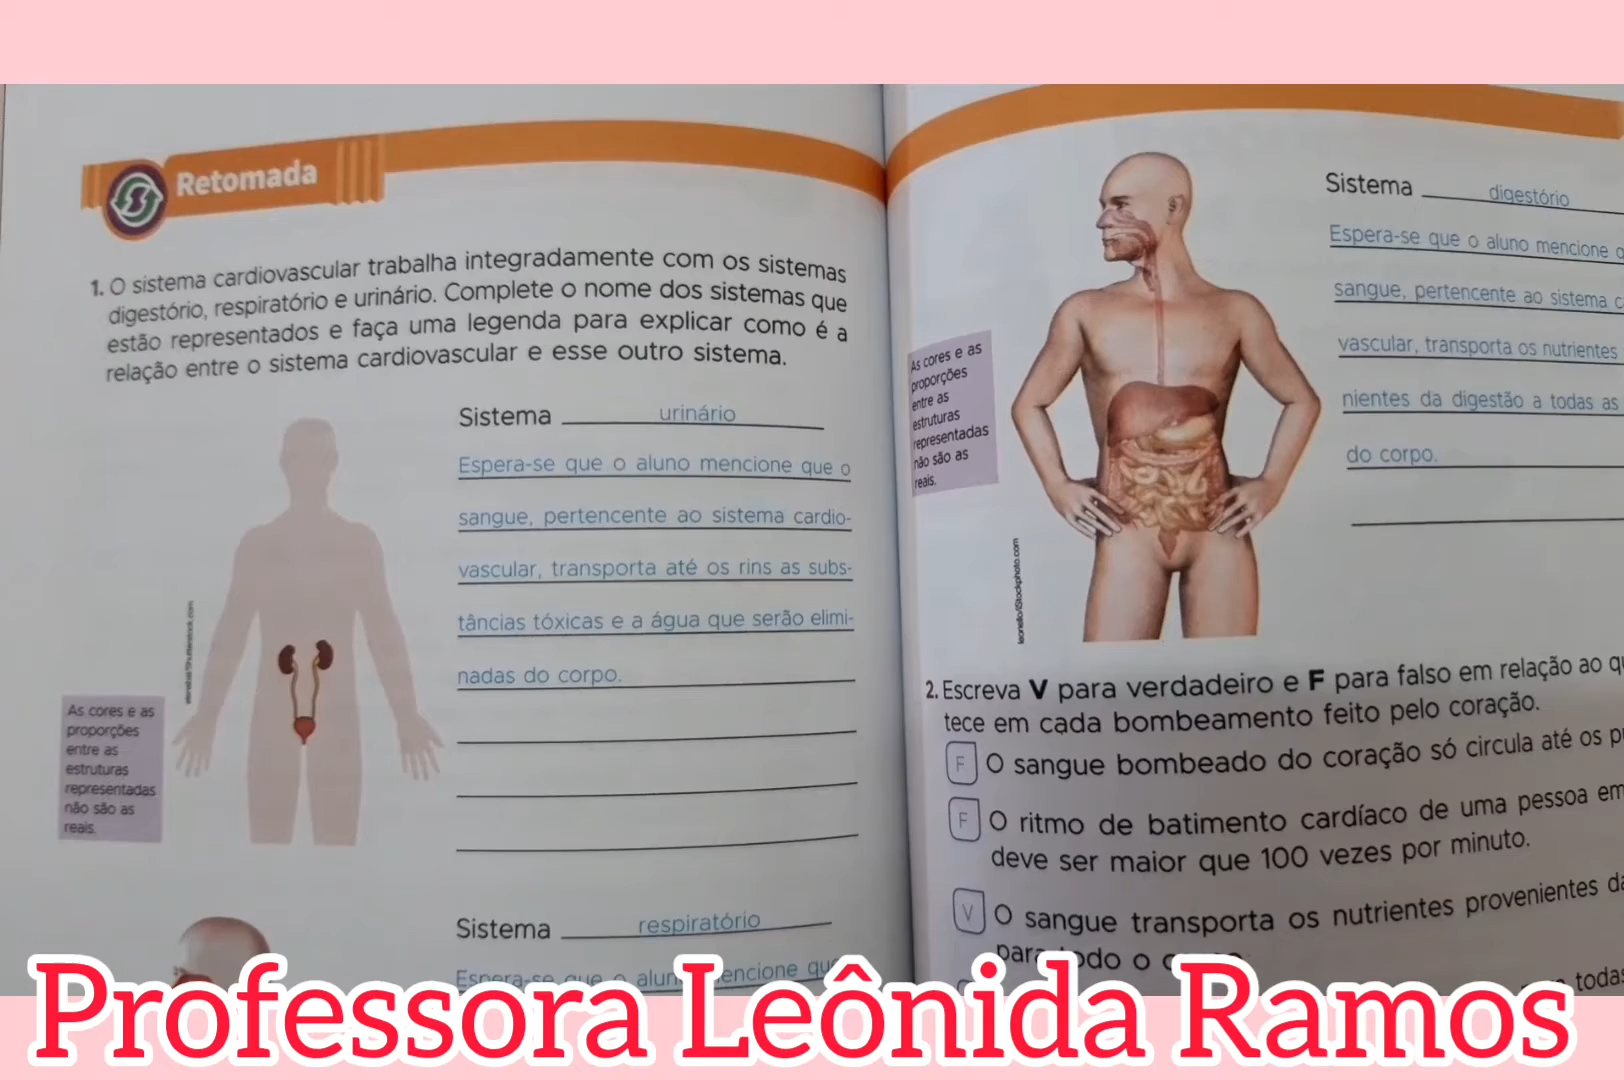 Retomada
1. O sistema cardiovascular trabalha integradamente com os sistemas
digestório, respiratório e urinário. Complete o nome dos sistemas que
estão representados e faça uma legenda para explicar como é a
relação entre o sistema cardiovascular e esse outro sistema.
Sistema urinário
Espera-se que o aluno mencione que o
sangue, pertencente ao sistema cardio-
vascular, transporta até os rins as subs-
tâncias tóxicas e a água que serão elimi-
nadas do corpo.
As cores e as
proporções
entre as
estruturas
representadas
não são as
reais.
Sistema respiratório
Espera-se que o
Sistema digestório
Espera-se que o aluno mencione
sangue, pertencente ao sistema
vascular, transporta os nutrientes
nientes da digestão a todas as
do corpo.
As cores e as
proporções
entre as
estruturas
representadas
não são as
reais.
leonello/iStockphoto.com
2. Escreva V para verdadeiro e F para falso em relação ao
tece em cada bombeamento feito pelo coração.
F O sangue bombeado do coração só circula até os
F O ritmo de batimento cardíaco de uma pessoa em
deve ser maior que 100 vezes por minuto.
V O sangue transporta os nutrientes provenientes
o
Professora Leônida Ramos